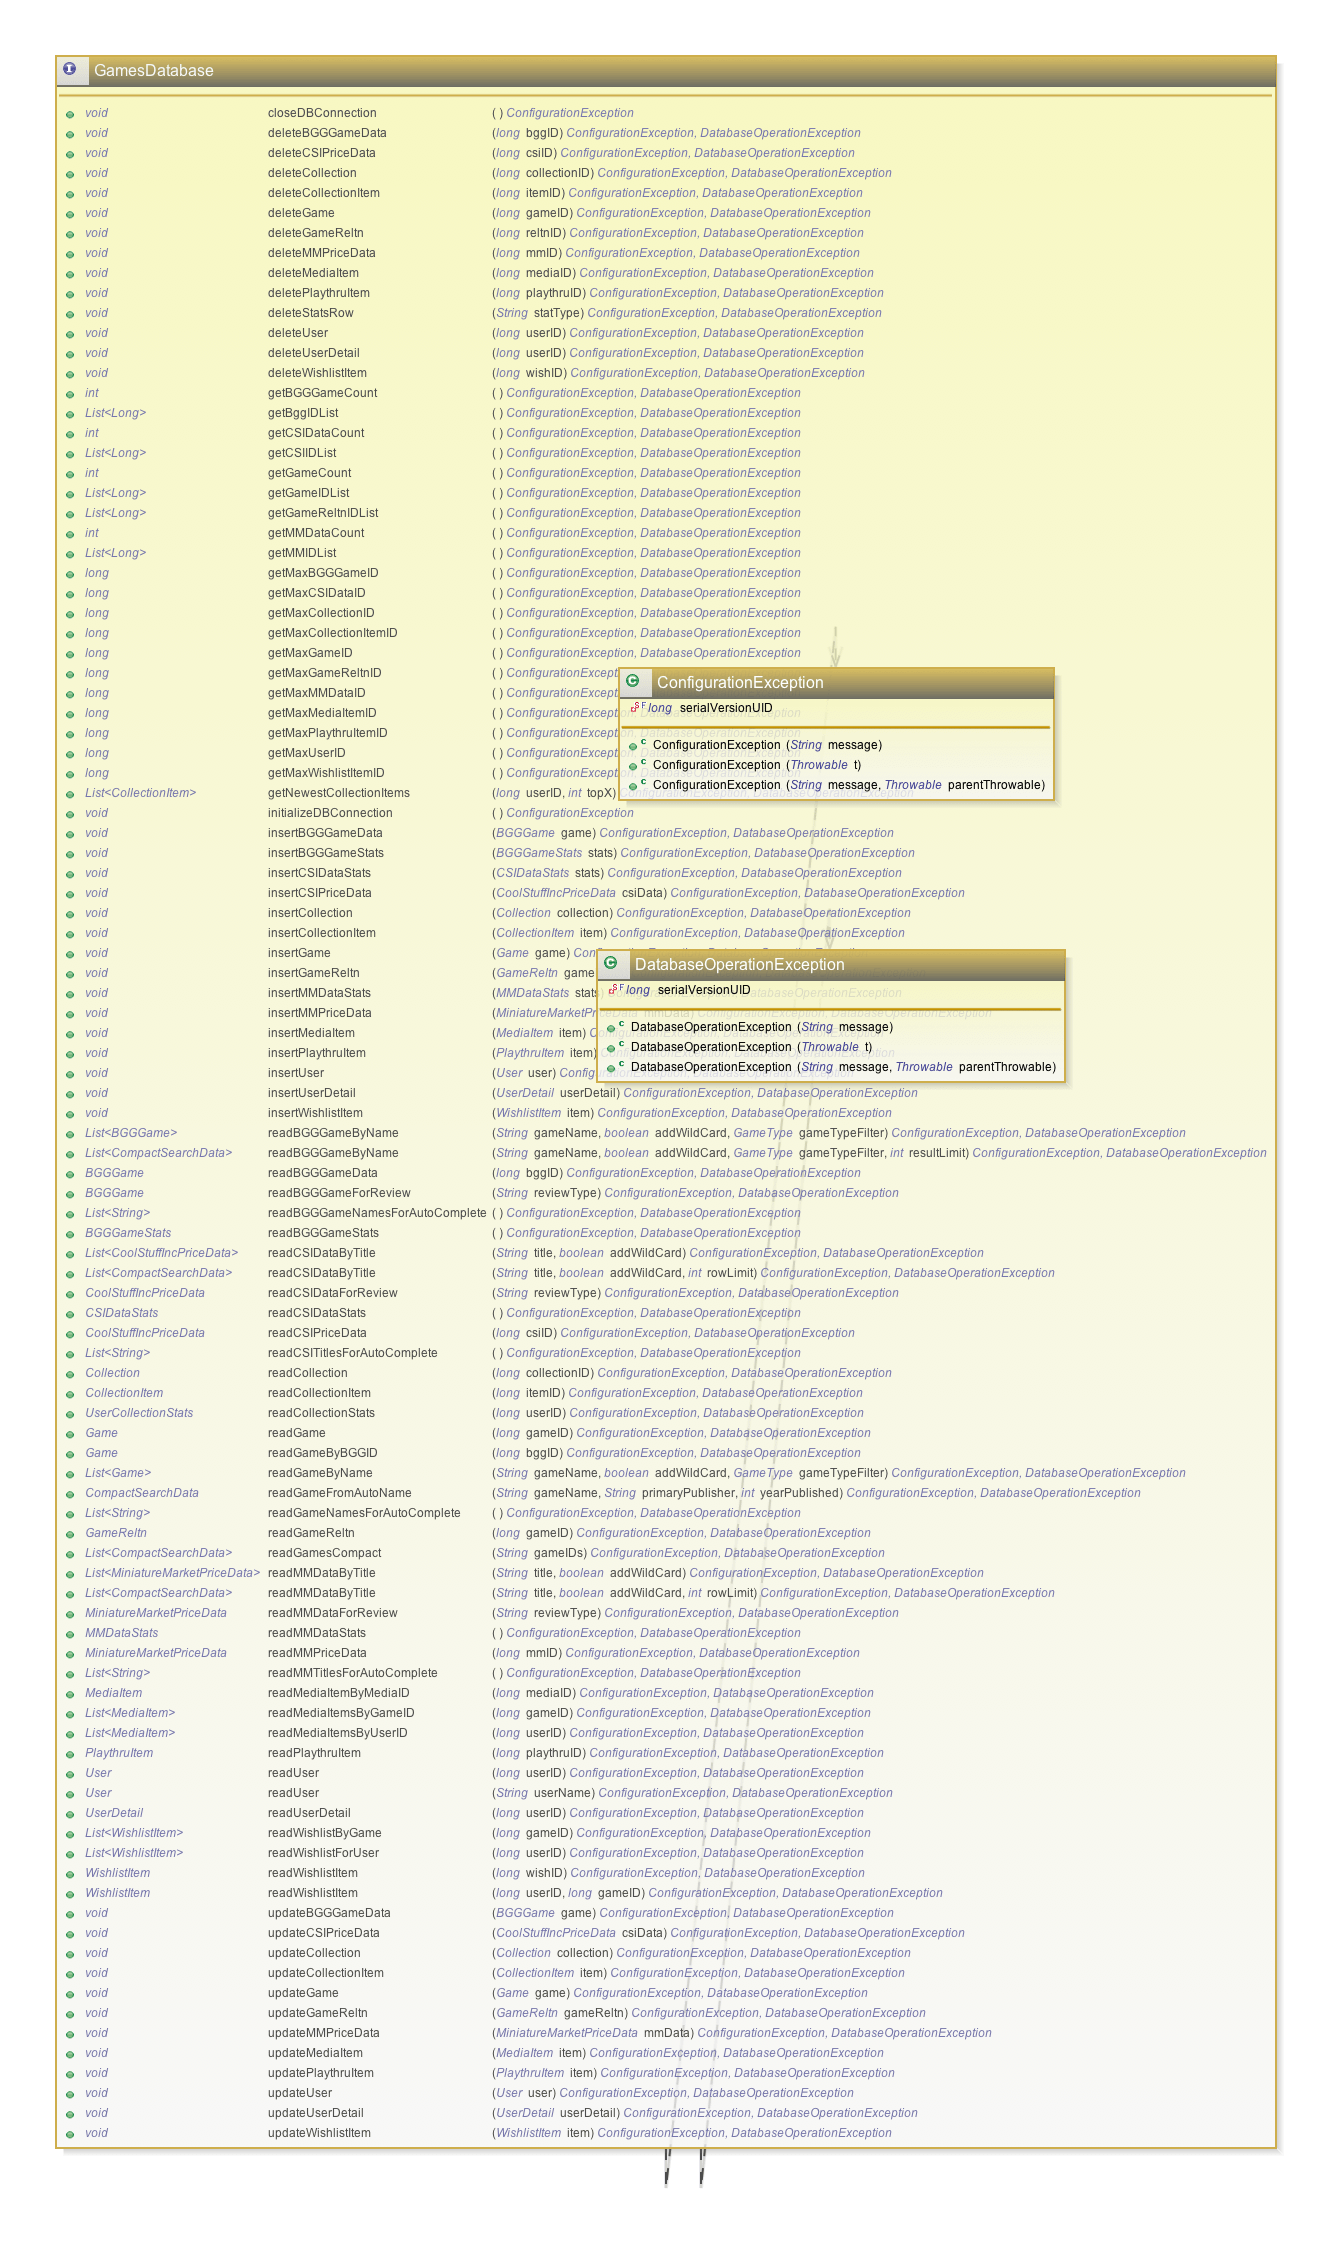 I GamesDatabase
void closeDBConnection ( ) ConfigurationException
void deleteBGGGameData (long bggID) ConfigurationException, DatabaseOperationException
void deleteCSIPriceData (long csiID) ConfigurationException, DatabaseOperationException
void deleteCollection (long collectionID) ConfigurationException, DatabaseOperationException
void deleteCollectionItem (long itemID) ConfigurationException, DatabaseOperationException
void deleteGame (long gameID) ConfigurationException, DatabaseOperationException
void deleteGameReltn (long reltnID) ConfigurationException, DatabaseOperationException
void deleteMMPriceData (long mmID) ConfigurationException, DatabaseOperationException
void deleteMediaItem (long mediaID) ConfigurationException, DatabaseOperationException
void deletePlaythruItem (long playthruID) ConfigurationException, DatabaseOperationException
void deleteStatsRow (String statType) ConfigurationException, DatabaseOperationException
void deleteUser (long userID) ConfigurationException, DatabaseOperationException
void deleteUserDetail (long userID) ConfigurationException, DatabaseOperationException
void deleteWishlistItem (long wishID) ConfigurationException, DatabaseOperationException
int getBGGGameCount ( ) ConfigurationException, DatabaseOperationException
List<Long> getBggIDList ( ) ConfigurationException, DatabaseOperationException
int getCSIDataCount ( ) ConfigurationException, DatabaseOperationException
List<Long> getCSIIDList ( ) ConfigurationException, DatabaseOperationException
int getGameCount ( ) ConfigurationException, DatabaseOperationException
List<Long> getGameIDList ( ) ConfigurationException, DatabaseOperationException
List<Long> getGameReltnIDList ( ) ConfigurationException, DatabaseOperationException
int getMMDataCount ( ) ConfigurationException, DatabaseOperationException
List<Long> getMMIDList ( ) ConfigurationException, DatabaseOperationException
long getMaxBGGGameID ( ) ConfigurationException, DatabaseOperationException
long getMaxCSIDataID ( ) ConfigurationException, DatabaseOperationException
long getMaxCollectionID ( ) ConfigurationException, DatabaseOperationException
long getMaxCollectionItemID ( ) ConfigurationException, DatabaseOperationException
long getMaxGameID ( ) ConfigurationException, DatabaseOperationException
long getMaxGameReltnID ( )
long getMaxMMDataID ( )
long getMaxMediaItemID ( )
long getMaxPlaythruItemID ( )
long getMaxUserID ( )
long getMaxWishlistItemID ( )
List<CollectionItem> getNewestCollectionItems (long userID, int topX)
void initializeDBConnection ( ) ConfigurationException
void insertBGGGameData (BGGGame game) ConfigurationException, DatabaseOperationException
void insertBGGGameStats (BGGGameStats stats) ConfigurationException, DatabaseOperationException
void insertCSIDataStats (CSIDataStats stats) ConfigurationException, DatabaseOperationException
void insertCSIPriceData (CoolStuffIncPriceData csiData) ConfigurationException, DatabaseOperationException
void insertCollection (Collection collection) ConfigurationException, DatabaseOperationException
void insertCollectionItem (CollectionItem item) ConfigurationException, DatabaseOperationException
void insertGame (Game game)
void insertGameReltn (GameReltn
void insertMMDataStats (MMDataStats stats)
void insertMMPriceData
void insertMediaItem (MediaItem item)
void insertPlaythruItem (PlaythruItem item)
void insertUser (User user)
void insertUserDetail (UserDetail userDetail) ConfigurationException, DatabaseOperationException
void insertWishlistItem (WishlistItem item) ConfigurationException, DatabaseOperationException
List<BGGGame> readBGGGameByName (String gameName, boolean addWildCard, GameType gameTypeFilter) ConfigurationException, DatabaseOperationException
List<CompactSearchData> readBGGGameByName (String gameName, boolean addWildCard, GameType gameTypeFilter, int resultLimit) ConfigurationException, DatabaseOperationException
BGGGame readBGGGameData (long bggID) ConfigurationException, DatabaseOperationException
BGGGame readBGGGameForReview (String reviewType) ConfigurationException, DatabaseOperationException
List<String> readBGGGameNamesForAutoComplete ( ) ConfigurationException, DatabaseOperationException
BGGGameStats readBGGGameStats ( ) ConfigurationException, DatabaseOperationException
List<CoolStuffIncPriceData> readCSIDataByTitle (String title, boolean addWildCard) ConfigurationException, DatabaseOperationException
List<CompactSearchData> readCSIDataByTitle (String title, boolean addWildCard, int rowLimit) ConfigurationException, DatabaseOperationException
CoolStuffIncPriceData readCSIDataForReview (String reviewType) ConfigurationException, DatabaseOperationException
CSIDataStats readCSIDataStats ( ) ConfigurationException, DatabaseOperationException
CoolStuffIncPriceData readCSIPriceData (long csiID) ConfigurationException, DatabaseOperationException
List<String> readCSITitlesForAutoComplete ( ) ConfigurationException, DatabaseOperationException
Collection readCollection (long collectionID) ConfigurationException, DatabaseOperationException
CollectionItem readCollectionItem (long itemID) ConfigurationException, DatabaseOperationException
UserCollectionStats readCollectionStats (long userID) ConfigurationException, DatabaseOperationException
Game readGame (long gameID) ConfigurationException, DatabaseOperationException
Game readGameByBGGID (long bggID) ConfigurationException, DatabaseOperationException
List<Game> readGameByName (String gameName, boolean addWildCard, GameType gameTypeFilter) ConfigurationException, DatabaseOperationException
CompactSearchData readGameFromAutoName (String gameName, String primaryPublisher, int yearPublished) ConfigurationException, DatabaseOperationException
List<String> readGameNamesForAutoComplete ( ) ConfigurationException, DatabaseOperationException
GameReltn readGameReltn (long gameID) ConfigurationException, DatabaseOperationException
List<CompactSearchData> readGamesCompact (String gameIDs) ConfigurationException, DatabaseOperationException
List<MiniatureMarketPriceData> readMMDataByTitle (String title, boolean addWildCard) ConfigurationException, DatabaseOperationException
List<CompactSearchData> readMMDataByTitle (String title, boolean addWildCard, int rowLimit) ConfigurationException, DatabaseOperationException
MiniatureMarketPriceData readMMDataForReview (String reviewType) ConfigurationException, DatabaseOperationException
MMDataStats readMMDataStats ( ) ConfigurationException, DatabaseOperationException
MiniatureMarketPriceData readMMPriceData (long mmID) ConfigurationException, DatabaseOperationException
List<String> readMMTitlesForAutoComplete ( ) ConfigurationException, DatabaseOperationException
MediaItem readMediaItemByMediaID (long mediaID) ConfigurationException, DatabaseOperationException
List<MediaItem> readMediaItemsByGameID (long gameID) ConfigurationException, DatabaseOperationException
List<MediaItem> readMediaItemsByUserID (long userID) ConfigurationException, DatabaseOperationException
PlaythruItem readPlaythruItem (long playthruID) ConfigurationException, DatabaseOperationException
User readUser (long userID) ConfigurationException, DatabaseOperationException
User readUser (String userName) ConfigurationException, DatabaseOperationException
UserDetail readUserDetail (long userID) ConfigurationException, DatabaseOperationException
List<WishlistItem> readWishlistByGame (long gameID) ConfigurationException, DatabaseOperationException
List<WishlistItem> readWishlistForUser (long userID) ConfigurationException, DatabaseOperationException
WishlistItem readWishlistItem (long wishID) ConfigurationException, DatabaseOperationException
WishlistItem readWishlistItem (long userID, long gameID) ConfigurationException, DatabaseOperationException
void updateBGGGameData (BGGGame game) ConfigurationException, DatabaseOperationException
void updateCSIPriceData (CoolStuffIncPriceData csiData) ConfigurationException, DatabaseOperationException
void updateCollection (Collection collection) ConfigurationException, DatabaseOperationException
void updateCollectionItem (CollectionItem item) ConfigurationException, DatabaseOperationException
void updateGame (Game game) ConfigurationException, DatabaseOperationException
void updateGameReltn (GameReltn gameReltn) ConfigurationException, DatabaseOperationException
void updateMMPriceData (MiniatureMarketPriceData mmData) ConfigurationException, DatabaseOperationException
void updateMediaItem (MediaItem item) ConfigurationException, DatabaseOperationException
void updatePlaythruItem (PlaythruItem item) ConfigurationException, DatabaseOperationException
void updateUser (User user) ConfigurationException, DatabaseOperationException
void updateUserDetail (UserDetail userDetail) ConfigurationException, DatabaseOperationException
void updateWishlistItem (WishlistItem item) ConfigurationException, DatabaseOperationException
C ConfigurationException
S F long serialVersionUID
c ConfigurationException (String message)
c ConfigurationException (Throwable t)
c ConfigurationException (String message, Throwable parentThrowable)
C DatabaseOperationException
S F long serialVersionUID
c DatabaseOperationException (String message)
c DatabaseOperationException (Throwable t)
c DatabaseOperationException (String message, Throwable parentThrowable)